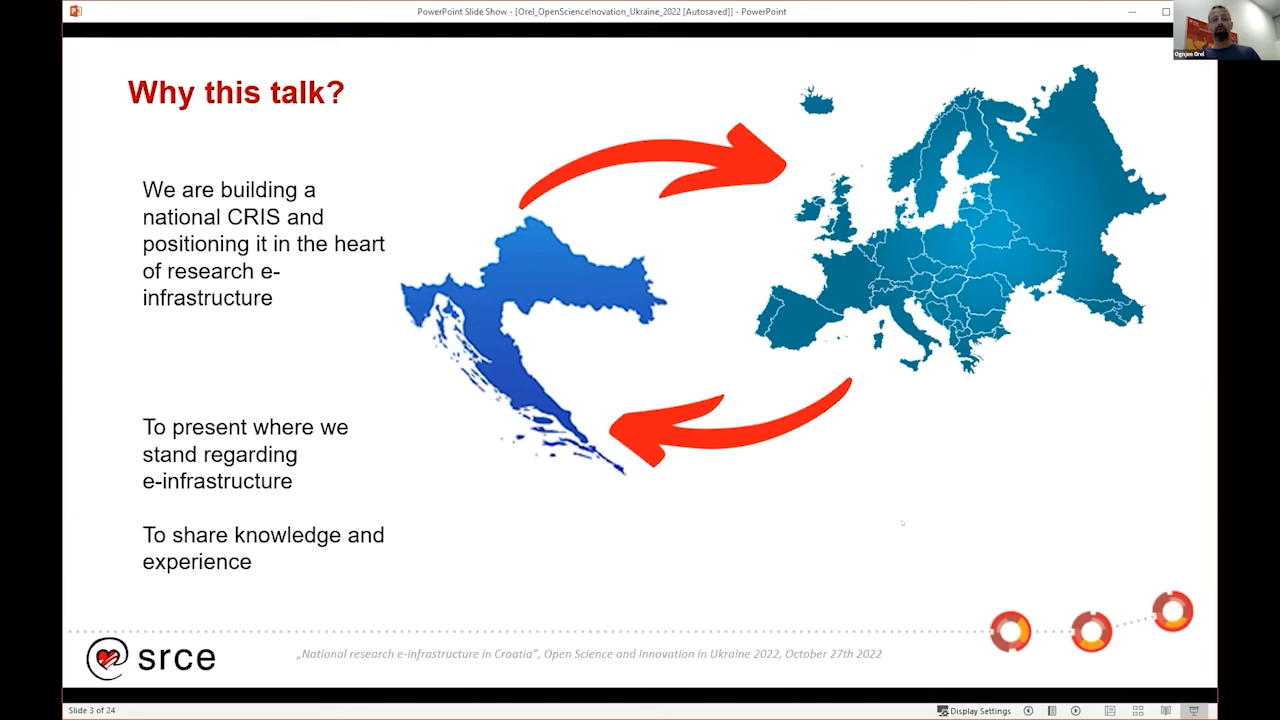 PowerPoint Slide Show - [Orel_OpenScienceInovation_Ukraine_2022 [Autosaved]] - PowerPoint
Ognjen Orel
Why this talk?
We are building a
national CRIS and
positioning it in the heart
of research e-
infrastructure
To present where we
stand regarding
e-infrastructure
To share knowledge and
experience
srce
„National research e-infrastructure in Croatia”, Open Science and Innovation in Ukraine 2022, October 27th 2022
Slide 3 of 24
Display Settings